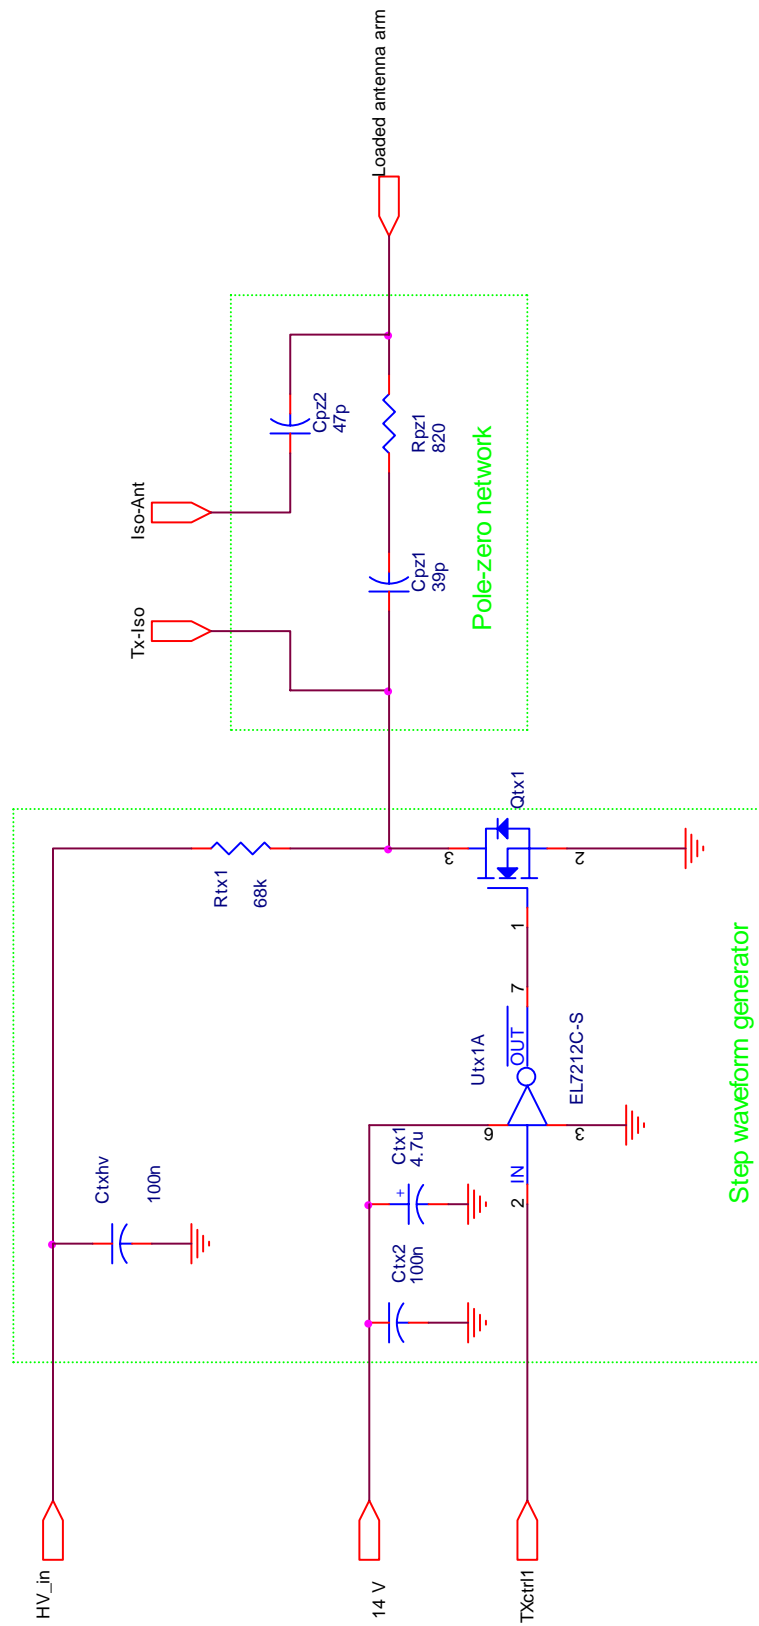 HV_in
14 V
TXctrl1
Ctxhv
100n
Ctx2
100n
Ctx1
4.7u
+
Utx1A
EL7212C-S
IN
OUT
2
6
3
7
1
3
2
Qtx1
Rtx1
68k
Step waveform generator
Tx-Iso
Iso-Ant
Cpz2
47p
Cpz1
39p
Rpz1
820
Pole-zero network
Loaded antenna arm